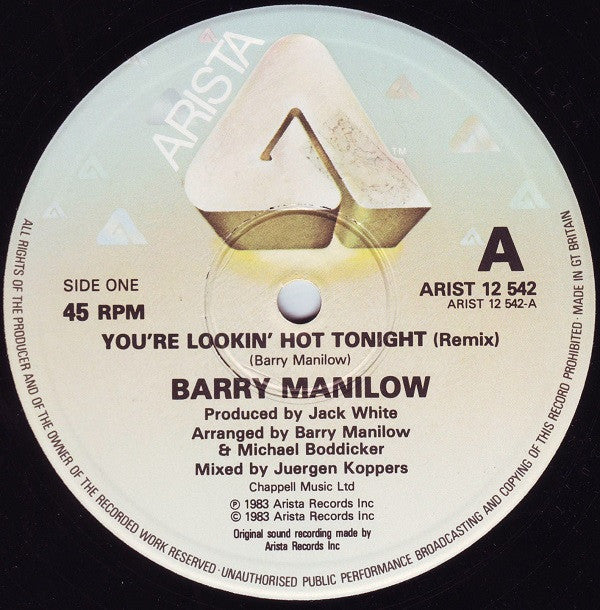 ARISTA
TM
SIDE ONE
45 RPM
A
ARIST 12 542
ARIST 12 542-A
YOU'RE LOOKIN' HOT TONIGHT (Remix)
(Barry Manilow)
BARRY MANILOW
Produced by Jack White
Arranged by Barry Manilow
& Michael Boddicker
Mixed by Juergen Koppers
Chappell Music Ltd
℗ 1983 Arista Records Inc
© 1983 Arista Records Inc
Original sound recording made by
Arista Records Inc
ALL RIGHTS OF THE PRODUCER AND OF THE OWNER OF THE RECORDED WORK RESERVED · UNAUTHORISED PUBLIC PERFORMANCE BROADCASTING AND COPYING OF THIS RECORD PROHIBITED · MADE IN GT BRITAIN